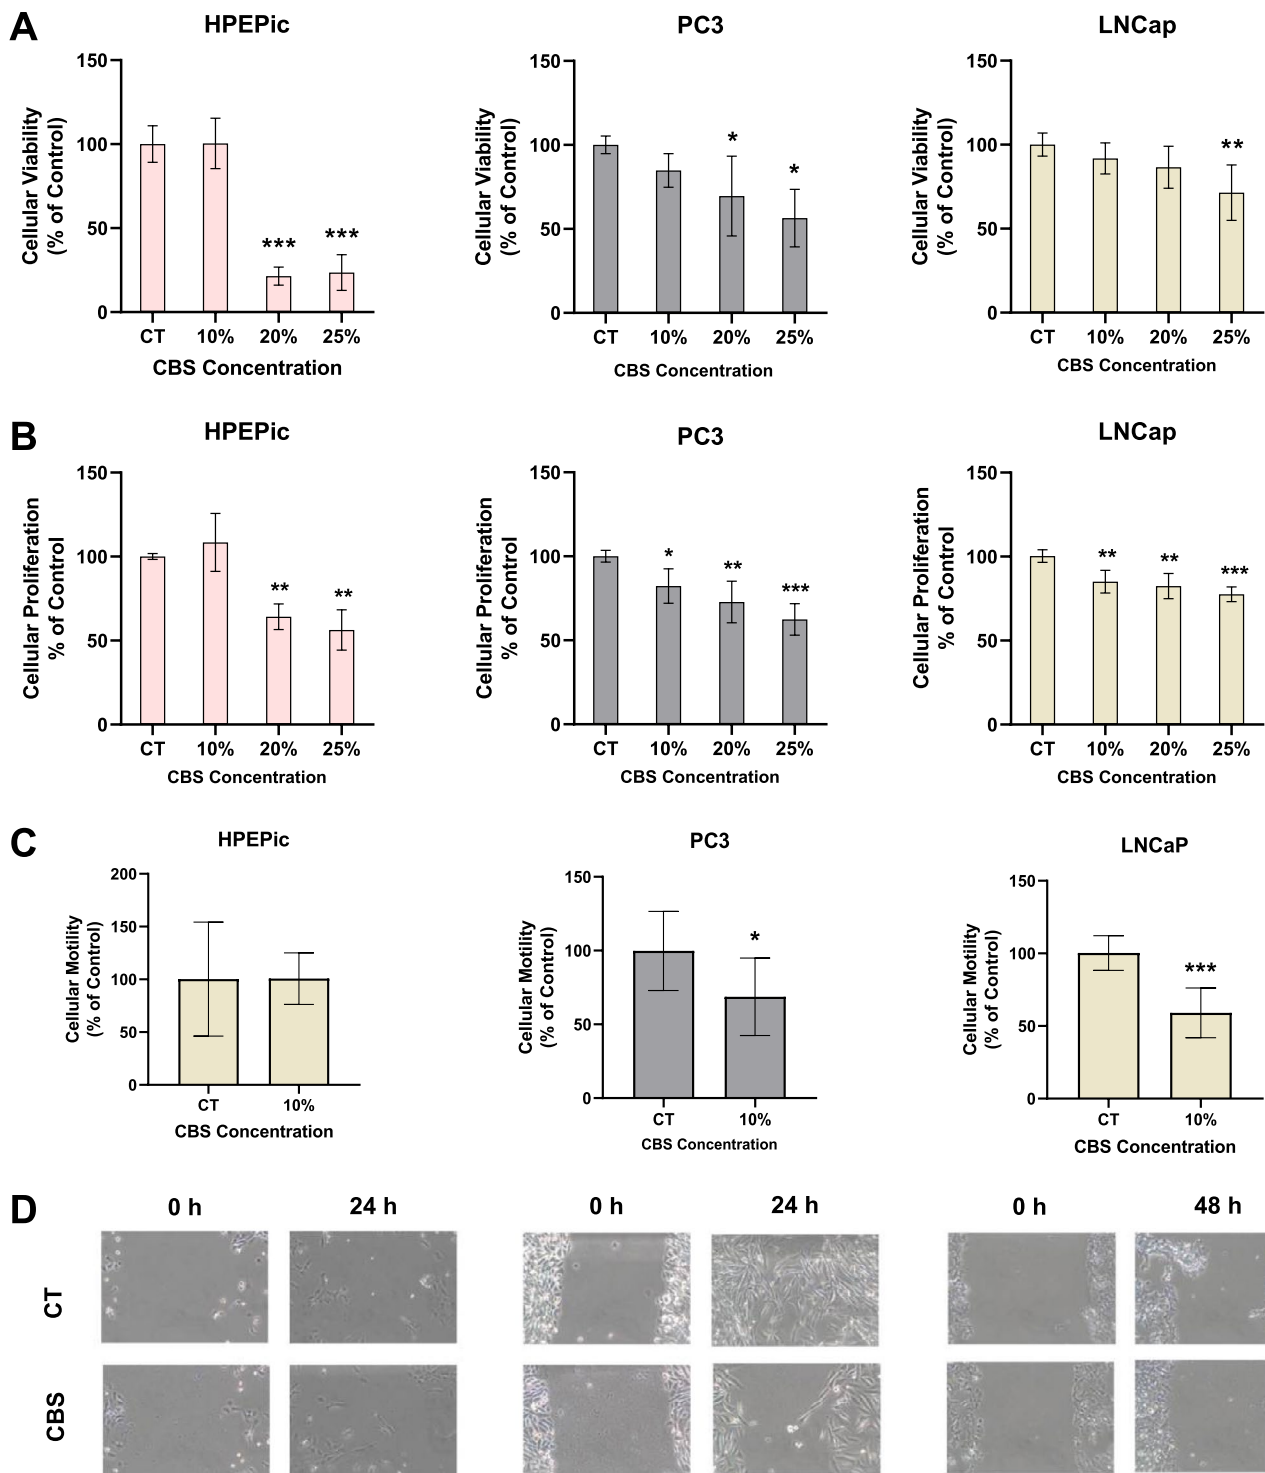 A
HPEPic
PC3
LNCap
Cellular Viability
(% of Control)
150
100
50
0
***
***
CT
10%
20%
25%
CBS Concentration
Cellular Viability
(% of Control)
150
100
50
0
*
*
CT
10%
20%
25%
CBS Concentration
Cellular Viability
(% of Control)
150
100
50
0
**
CT
10%
20%
25%
CBS Concentration
B
HPEPic
PC3
LNCap
Cellular Proliferation
% of Control
150
100
50
0
**
**
CT
10%
20%
25%
CBS Concentration
Cellular Proliferation
% of Control
150
100
50
0
*
**
***
CT
10%
20%
25%
CBS Concentration
Cellular Proliferation
% of Control
150
100
50
0
**
**
***
CT
10%
20%
25%
CBS Concentration
C
HPEPic
PC3
LNCaP
Cellular Motility
(% of Control)
200
150
100
50
0
CT
10%
CBS Concentration
Cellular Motility
(% of Control)
150
100
50
0
*
CT
10%
CBS Concentration
Cellular Motility
(% of Control)
150
100
50
0
***
CT
10%
CBS Concentration
D
0 h
24 h
0 h
24 h
0 h
48 h
CT
CBS